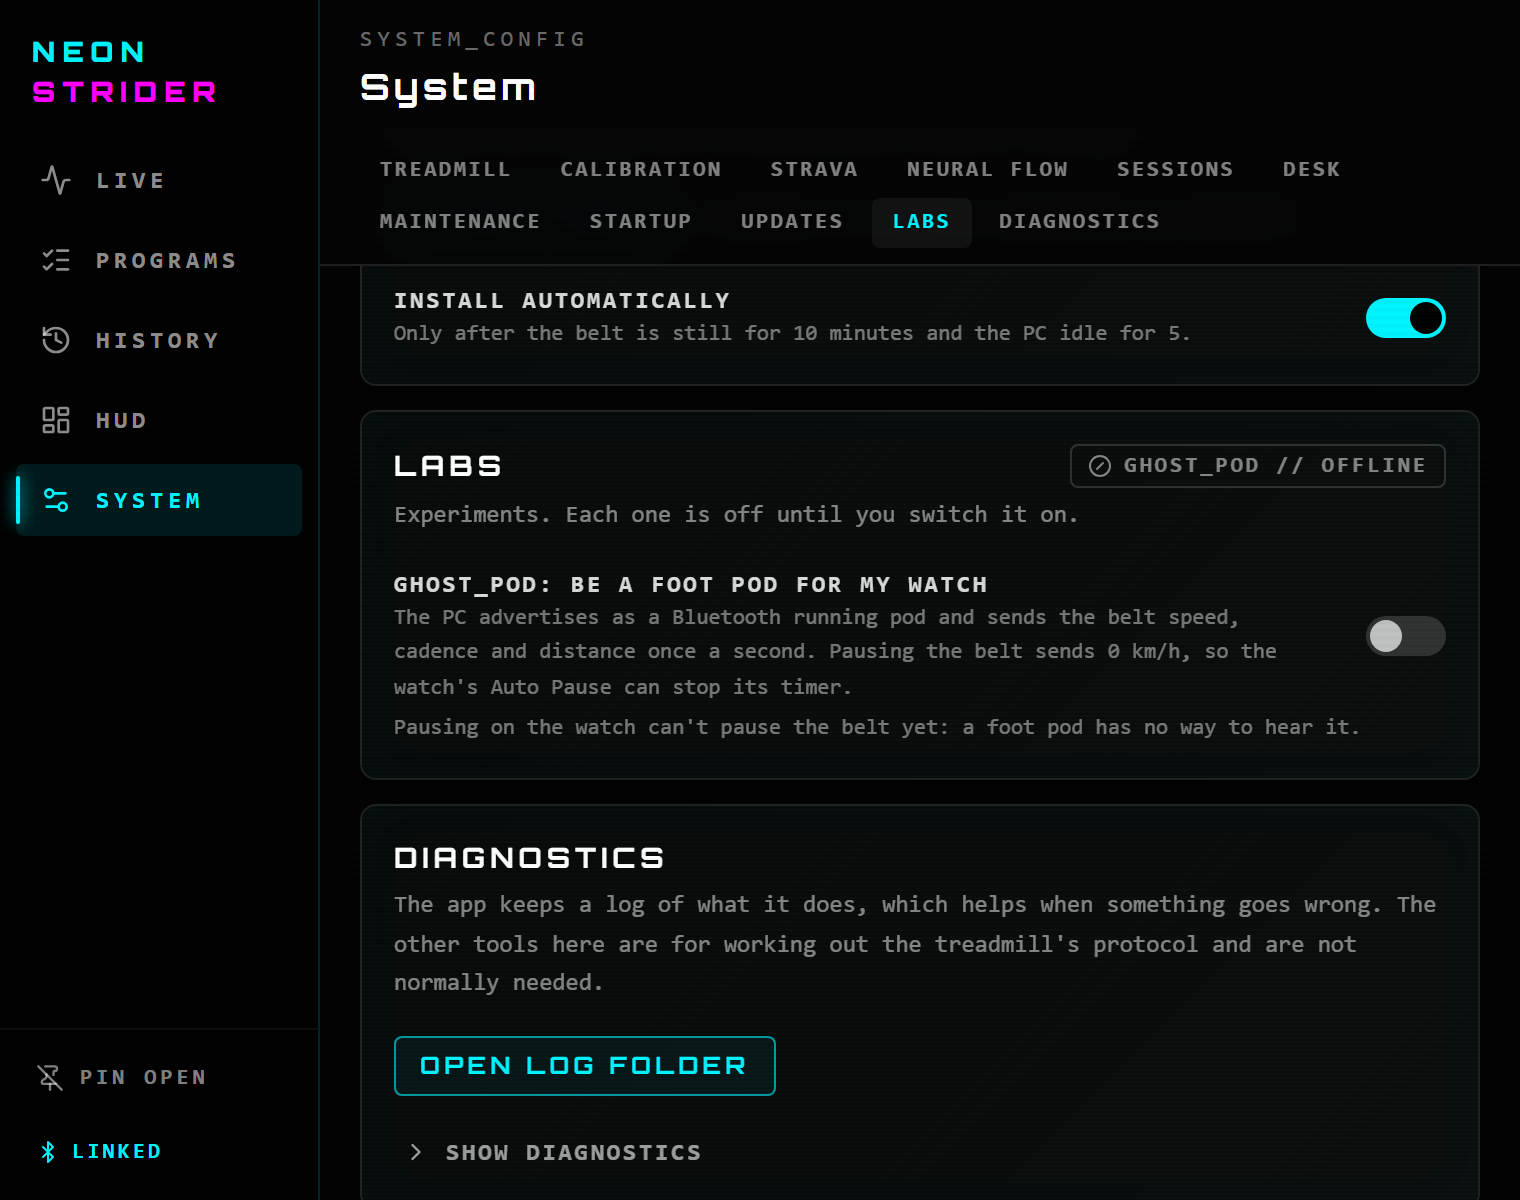 NEON
STRIDER
LIVE
PROGRAMS
HISTORY
HUD
SYSTEM
PIN OPEN
LINKED
SYSTEM_CONFIG
System
TREADMILL CALIBRATION STRAVA NEURAL FLOW SESSIONS DESK
MAINTENANCE STARTUP UPDATES LABS DIAGNOSTICS
INSTALL AUTOMATICALLY
Only after the belt is still for 10 minutes and the PC idle for 5.
LABS
GHOST_POD // OFFLINE
Experiments. Each one is off until you switch it on.
GHOST_POD: BE A FOOT POD FOR MY WATCH
The PC advertises as a Bluetooth running pod and sends the belt speed,
cadence and distance once a second. Pausing the belt sends 0 km/h, so the
watch's Auto Pause can stop its timer.
Pausing on the watch can't pause the belt yet: a foot pod has no way to hear it.
DIAGNOSTICS
The app keeps a log of what it does, which helps when something goes wrong. The
other tools here are for working out the treadmill's protocol and are not
normally needed.
OPEN LOG FOLDER
SHOW DIAGNOSTICS